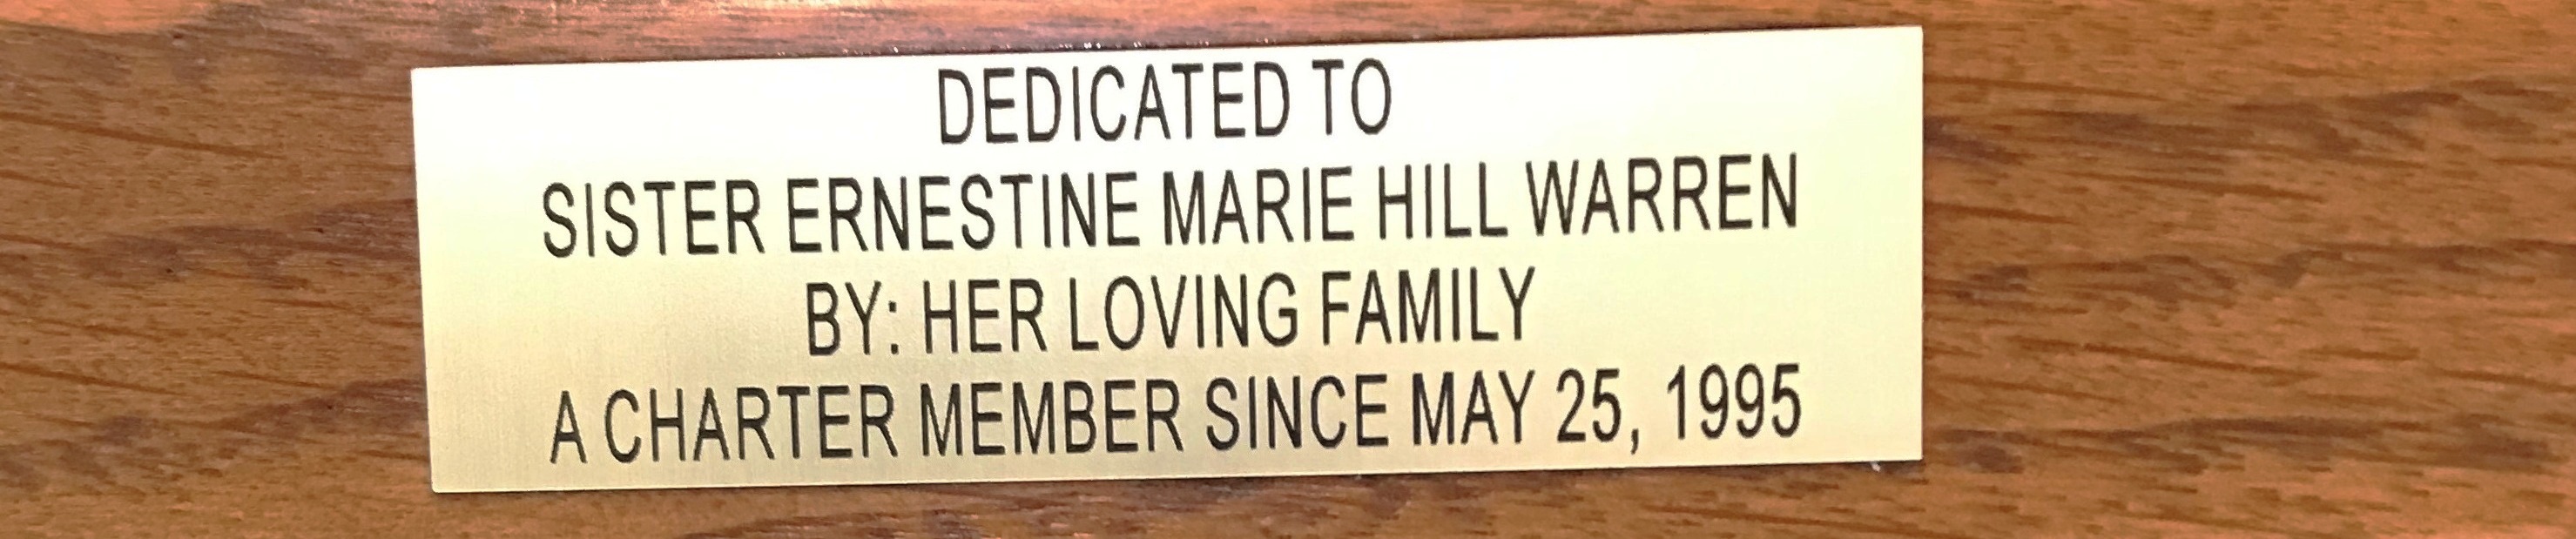 DEDICATED TO
SISTER ERNESTINE MARIE HILL WARREN
BY: HER LOVING FAMILY
A CHARTER MEMBER SINCE MAY 25, 1995